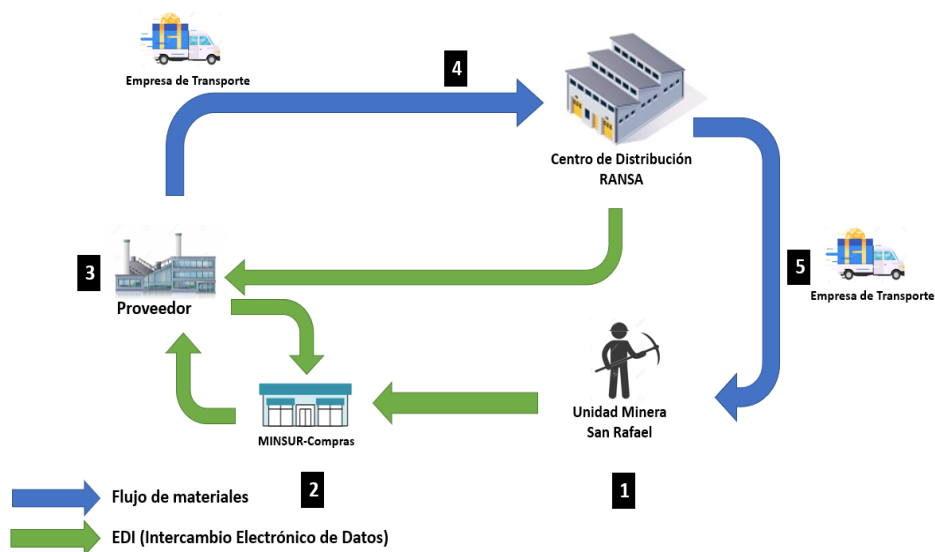 Empresa de Transporte
4
Centro de Distribución
RANSA
3
Proveedor
5
Empresa de Transporte
MINSUR-Compras
Unidad Minera
San Rafael
2
1
Flujo de materiales
EDI (Intercambio Electrónico de Datos)